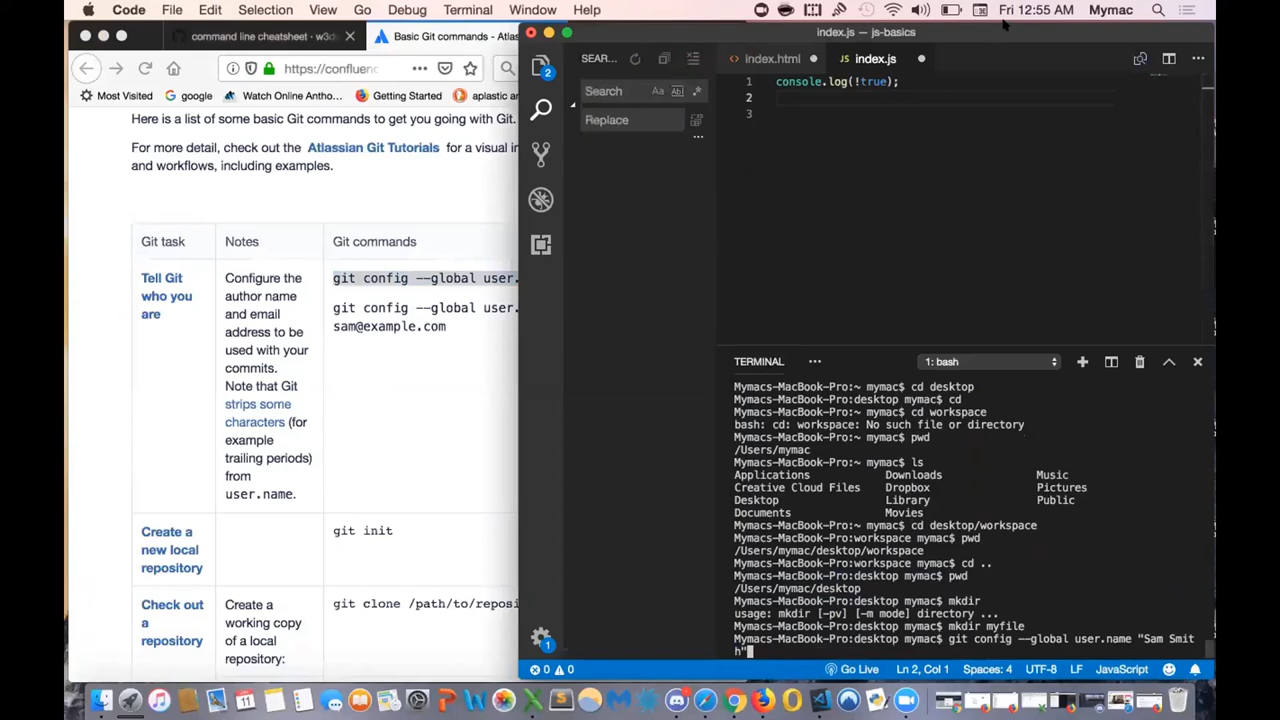 Code File Edit Selection View Go Debug Terminal Window Help Fri 12:55 AM Mymac
command line cheatsheet · w3ds
Basic Git commands - Atlas
https://confluenc
Most Visited google Watch Online Antho... Getting Started aplastic an
Here is a list of some basic Git commands to get you going with Git.
For more detail, check out the Atlassian Git Tutorials for a visual in
and workflows, including examples.
Git task Notes Git commands
Tell Git
who you
are
Configure the
author name
and email
address to be
used with your
commits.
Note that Git
strips some
characters (for
example
trailing periods)
from
user.name.
git config --global user.
git config --global user.
sam@example.com
Create a
new local
repository
git init
Check out
a
repository
Create a
working copy
of a local
repository:
git clone /path/to/reposi
index.js — js-basics
2
SEAR...
Search Aa Abl
Replace
...
index.html index.js
1 console.log(!true);
2
3
TERMINAL ... 1: bash
Mymacs-MacBook-Pro:~ mymac$ cd desktop
Mymacs-MacBook-Pro:desktop mymac$ cd
Mymacs-MacBook-Pro:~ mymac$ cd workspace
bash: cd: workspace: No such file or directory
Mymacs-MacBook-Pro:~ mymac$ pwd
/Users/mymac
Mymacs-MacBook-Pro:~ mymac$ ls
Applications Downloads Music
Creative Cloud Files Dropbox Pictures
Desktop Library Public
Documents Movies
Mymacs-MacBook-Pro:~ mymac$ cd desktop/workspace
Mymacs-MacBook-Pro:workspace mymac$ pwd
/Users/mymac/desktop/workspace
Mymacs-MacBook-Pro:workspace mymac$ cd ..
Mymacs-MacBook-Pro:desktop mymac$ pwd
/Users/mymac/desktop
Mymacs-MacBook-Pro:desktop mymac$ mkdir
usage: mkdir [-pv] [-m mode] directory ...
Mymacs-MacBook-Pro:desktop mymac$ mkdir myfile
Mymacs-MacBook-Pro:desktop mymac$ git config --global user.name "Sam Smit
h"
1
0 0 Go Live Ln 2, Col 1 Spaces: 4 UTF-8 LF JavaScript